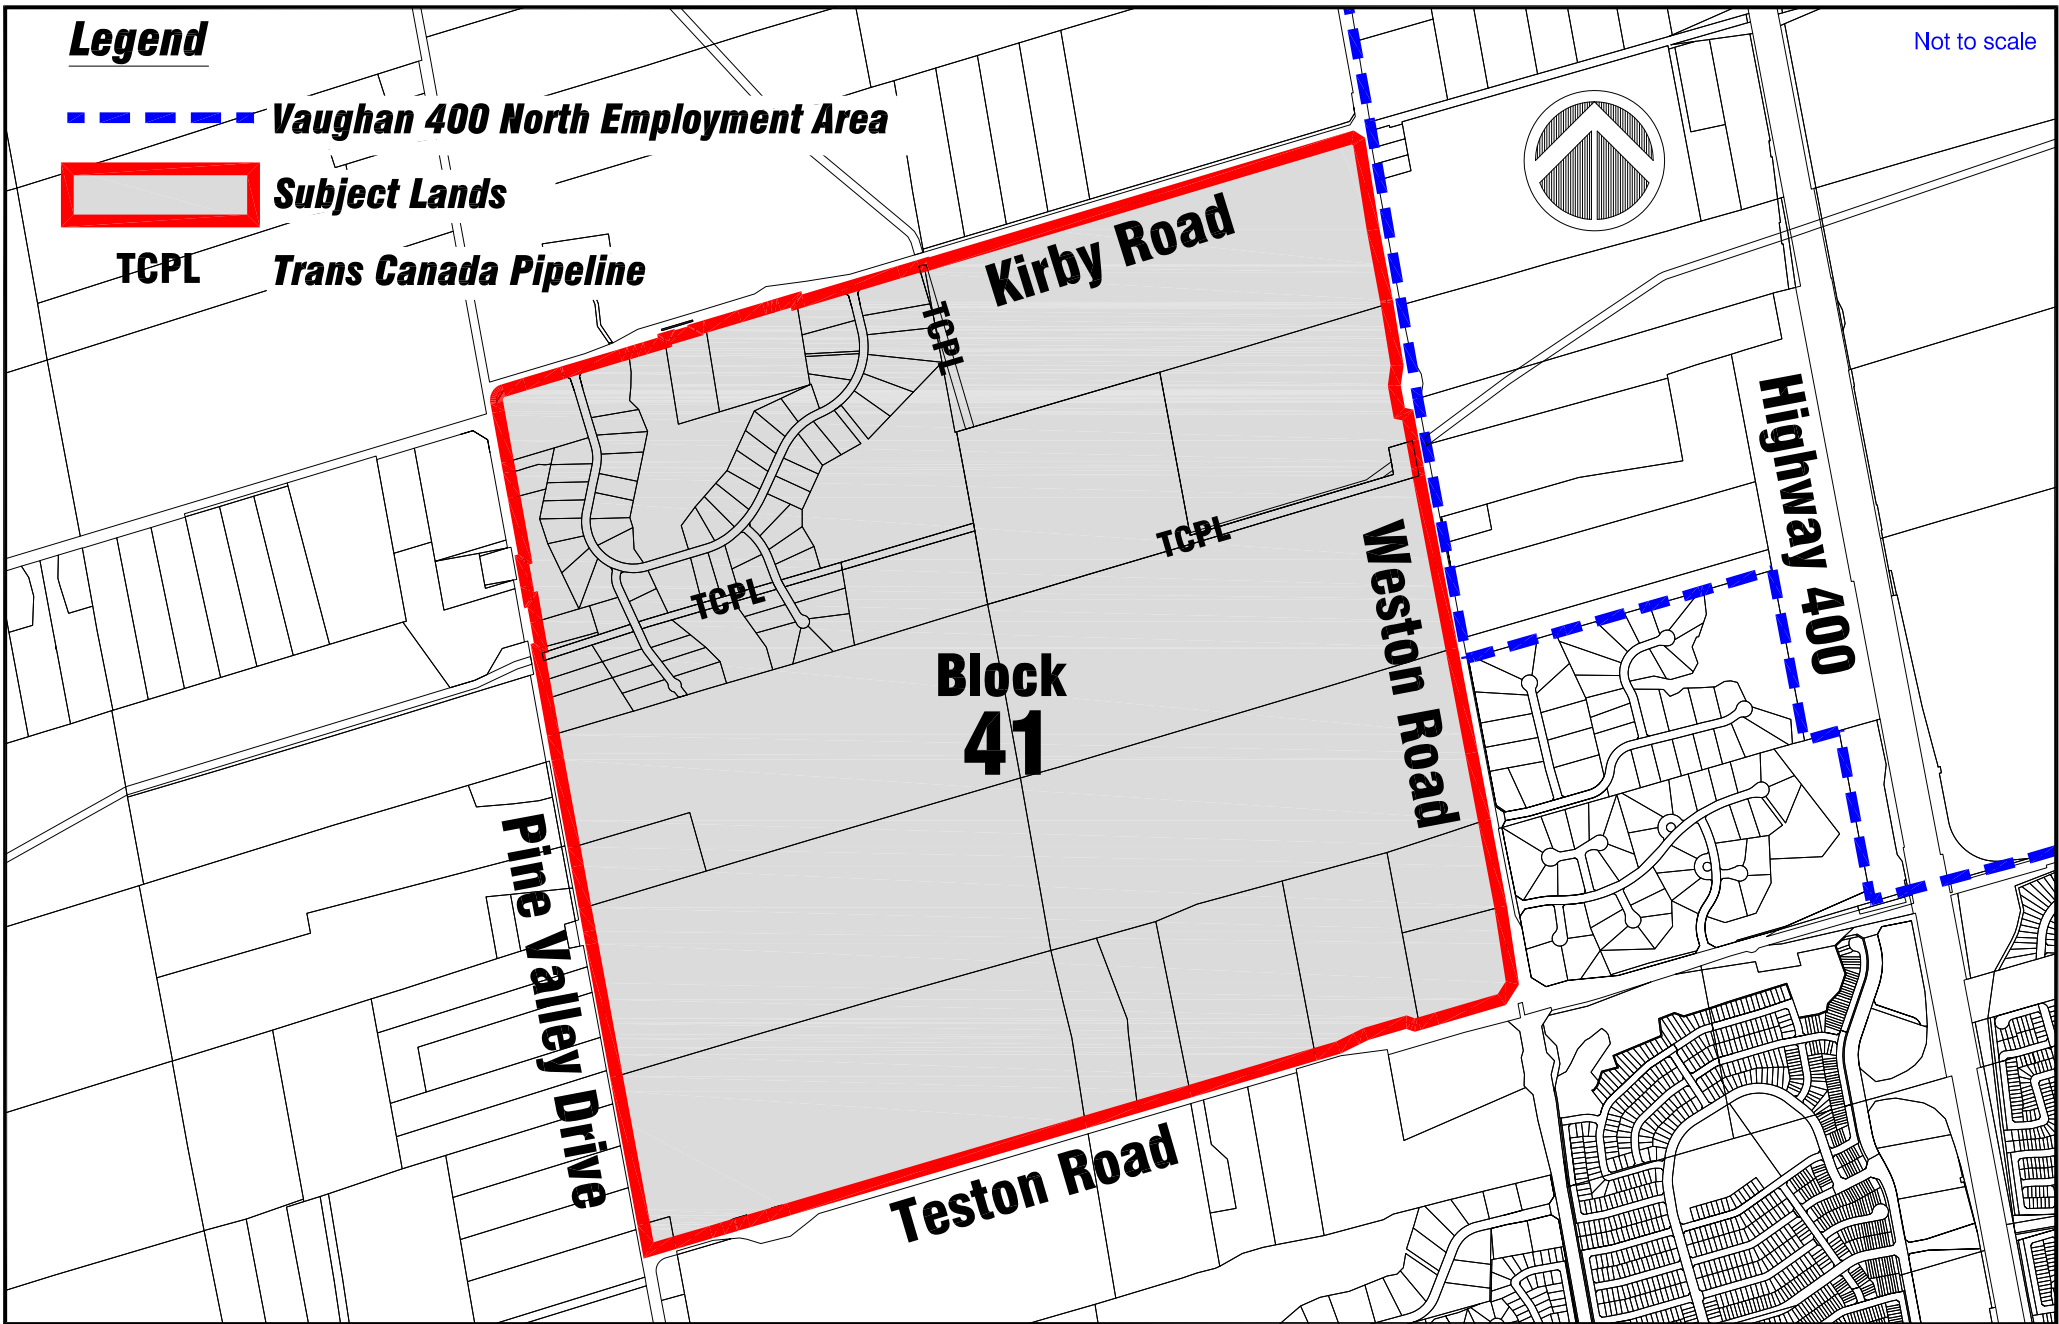 Legend
Not to scale
Vaughan 400 North Employment Area
Subject Lands
TCPL Trans Canada Pipeline
Kirby Road
TCPL
Highway 400
TCPL
Weston Road
TCPL
Block
41
Pine Valley Drive
Teston Road